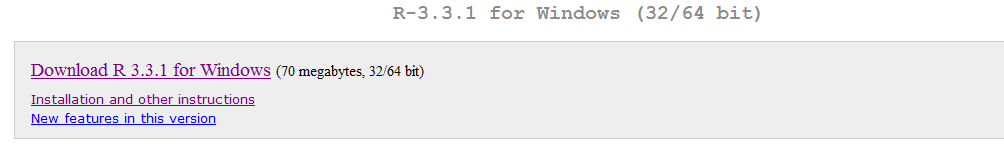 R-3.3.1 for Windows (32/64 bit)
Download R 3.3.1 for Windows (70 megabytes, 32/64 bit)
Installation and other instructions
New features in this version